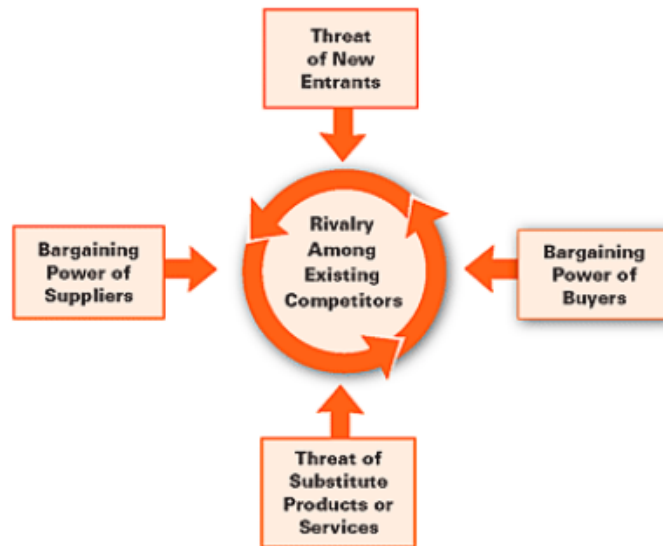 Threat
of New
Entrants
Bargaining
Power of
Suppliers
Rivalry
Among
Existing
Competitors
Bargaining
Power of
Buyers
Threat of
Substitute
Products or
Services